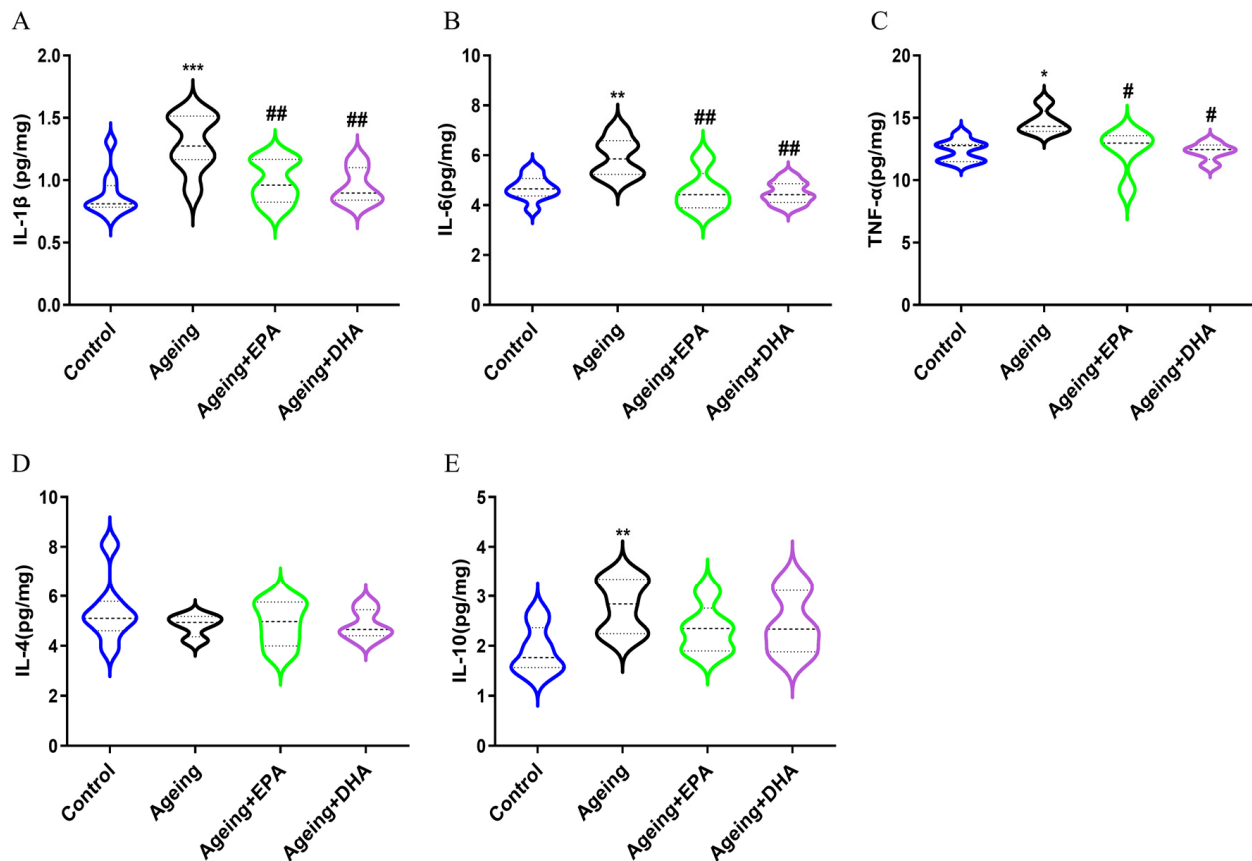 A
IL-1β (pg/mg)
2.0
1.5
1.0
0.5
0.0
***
##
##
Control
Ageing
Ageing+EPA
Ageing+DHA
B
IL-6(pg/mg)
10
8
6
4
2
0
**
##
##
Control
Ageing
Ageing+EPA
Ageing+DHA
C
TNF-α(pg/mg)
20
15
10
5
0
*
#
#
Control
Ageing
Ageing+EPA
Ageing+DHA
D
IL-4(pg/mg)
10
8
6
4
2
0
Control
Ageing
Ageing+EPA
Ageing+DHA
E
IL-10(pg/mg)
5
4
3
2
1
0
**
Control
Ageing
Ageing+EPA
Ageing+DHA